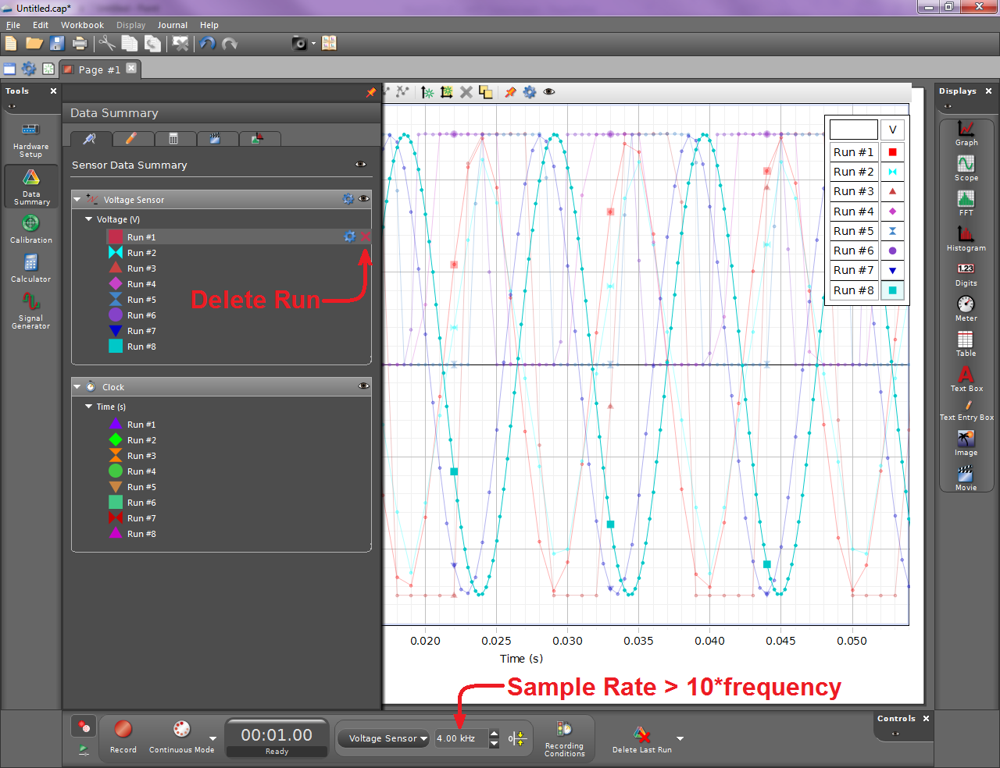 Untitled.cap*
File Edit Workbook Display Journal Help
Page #1
Tools
Hardware
Setup
Data
Summary
Calibration
Calculator
Signal
Generator
Data Summary
Sensor Data Summary
Voltage Sensor
Voltage (V)
Run #1
Run #2
Run #3
Run #4
Run #5
Run #6
Run #7
Run #8
Delete Run
Clock
Time (s)
Run #1
Run #2
Run #3
Run #4
Run #5
Run #6
Run #7
Run #8
V
Run #1
Run #2
Run #3
Run #4
Run #5
Run #6
Run #7
Run #8
0.020 0.025 0.030 0.035 0.040 0.045 0.050
Time (s)
Sample Rate > 10*frequency
Displays
Graph
Scope
FFT
Histogram
1.23
Digits
Meter
Table
A
Text Box
Text Entry Box
Image
Movie
Record
Continuous Mode
00:01.00
Ready
Voltage Sensor
4.00 kHz
Recording
Conditions
Delete Last Run
Controls